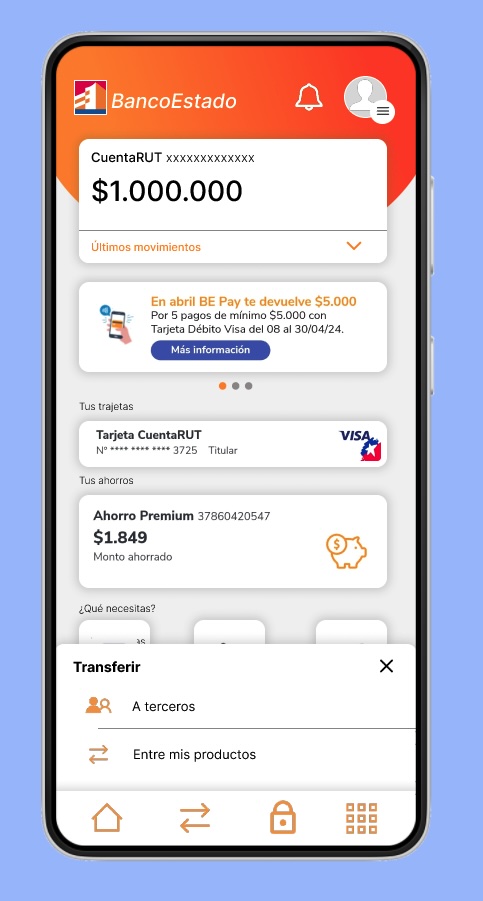 BancoEstado
CuentaRUT xxxxxxxxxxxxx
$1.000.000
Últimos movimientos
En abril BE Pay te devuelve $5.000
Por 5 pagos de mínimo $5.000 con
Tarjeta Débito Visa del 08 al 30/04/24.
Más información
Tus trajetas
Tarjeta CuentaRUT
VISA
N° **** **** **** 3725 Titular
Tus ahorros
Ahorro Premium 37860420547
$1.849
Monto ahorrado
¿Qué necesitas?
Transferir
A terceros
Entre mis productos